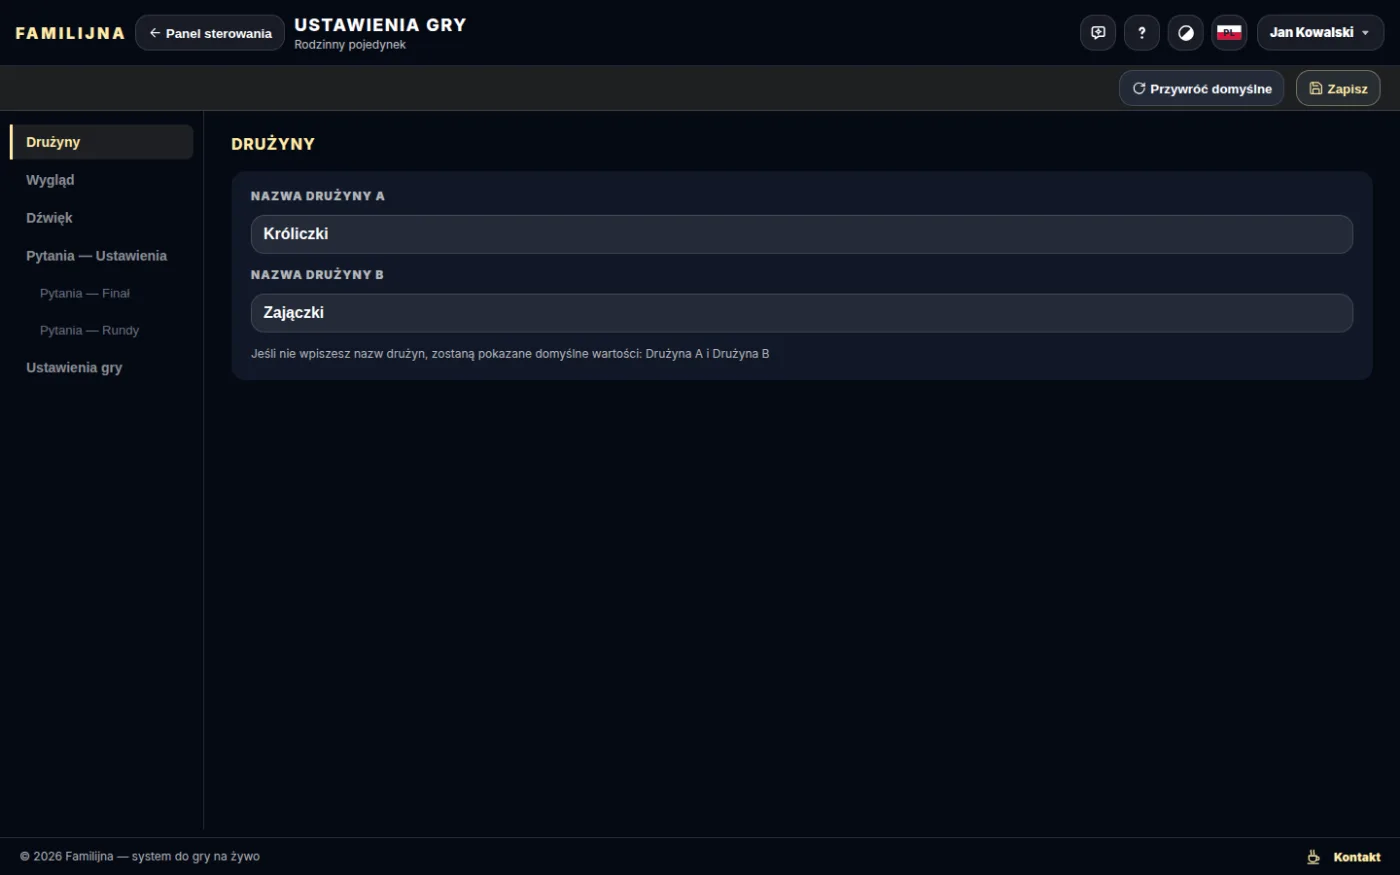 FAMILIJNA
← Panel sterowania
USTAWIENIA GRY
Rodzinny pojedynek
?
PL
Jan Kowalski
Przywróć domyślne
Zapisz
Drużyny
Wygląd
Dźwięk
Pytania — Ustawienia
Pytania — Finał
Pytania — Rundy
Ustawienia gry
DRUŻYNY
NAZWA DRUŻYNY A
Króliczki
NAZWA DRUŻYNY B
Zajączki
Jeśli nie wpiszesz nazw drużyn, zostaną pokazane domyślne wartości: Drużyna A i Drużyna B
© 2026 Familijna — system do gry na żywo
Kontakt